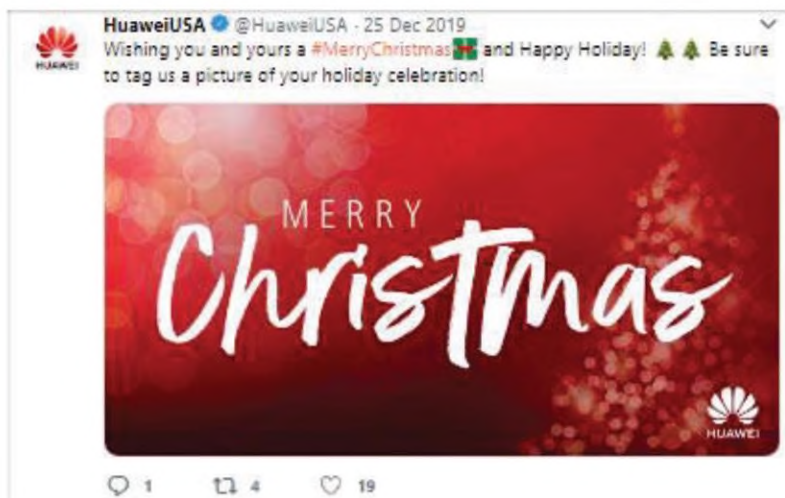 HuaweiUSA @HuaweiUSA · 25 Dec 2019
HUAWEI
Wishing you and yours a #MerryChristmas and Happy Holiday! 🎄 🎄 Be sure
to tag us a picture of your holiday celebration!
MERRY
Christmas
HUAWEI
1 4 19